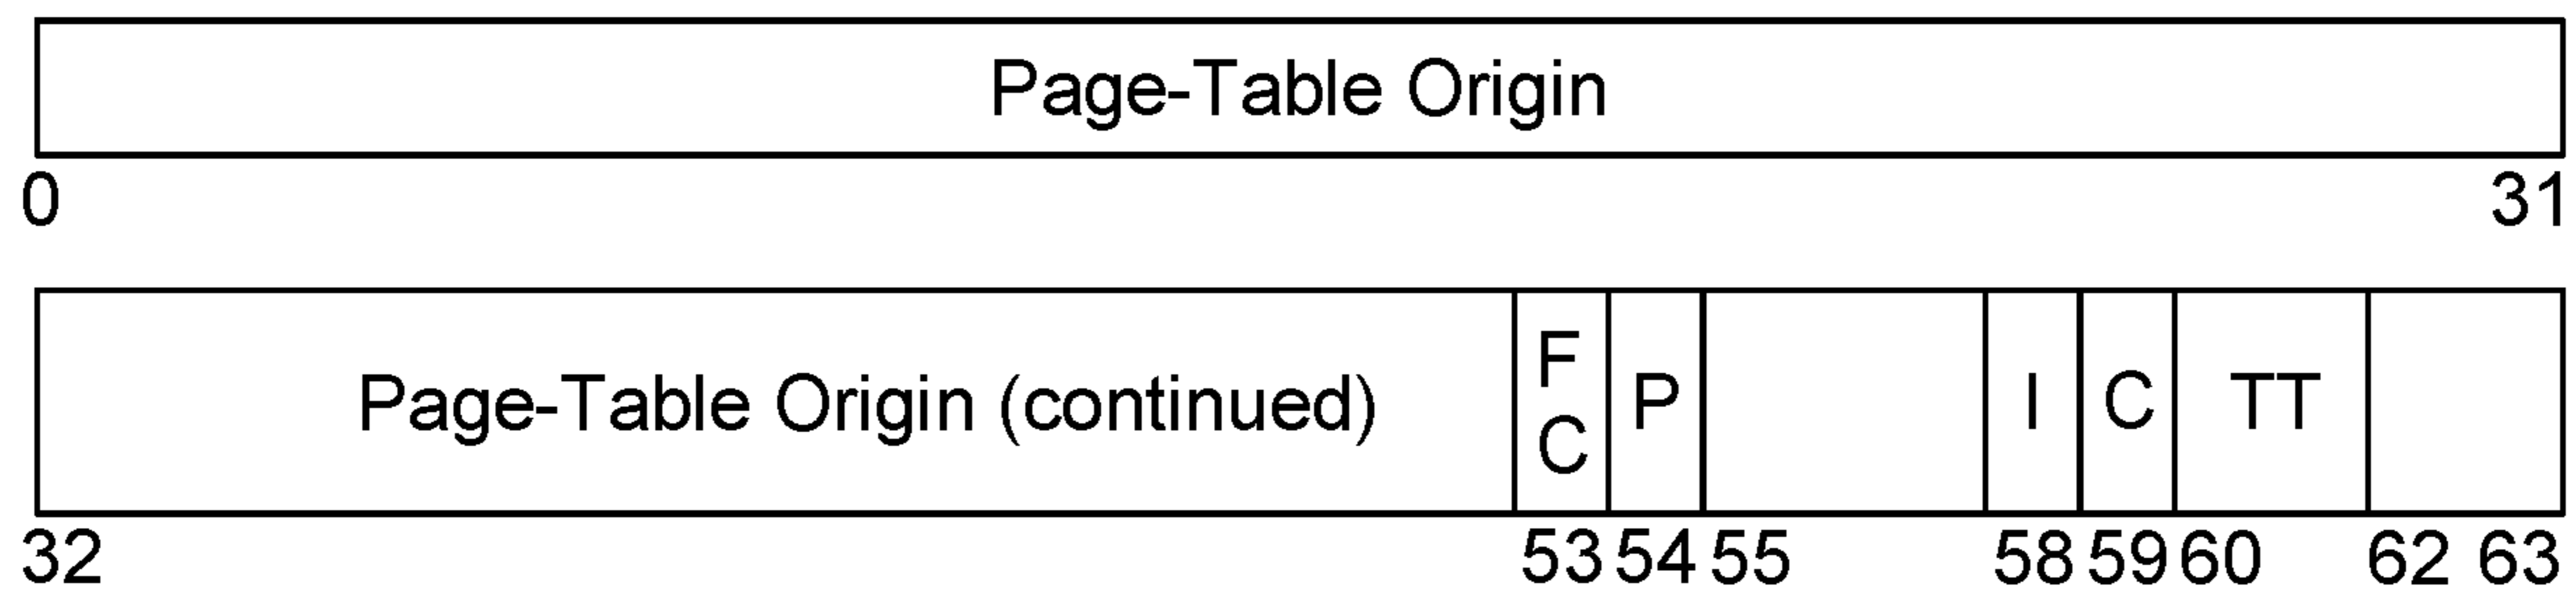 Page-Table Origin
0 31
Page-Table Origin (continued) F C P I C TT
32 53 54 55 58 59 60 62 63